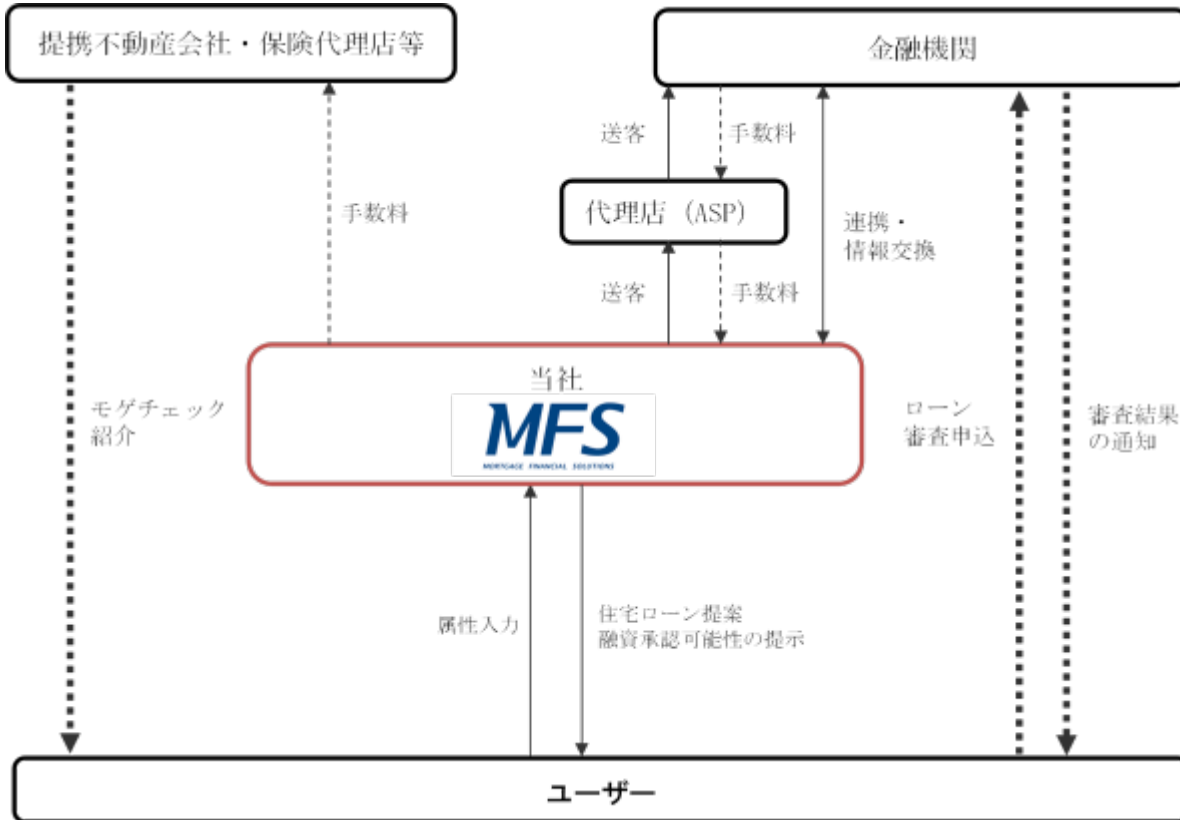 提携不動産会社・保険代理店等
金融機関
送客
手数料
代理店（ASP）
手数料
連携・
情報交換
送客
手数料
当社
MFS
MORTGAGE FINANCIAL SOLUTIONS
モゲチェック
紹介
ローン
審査申込
審査結果
の通知
属性入力
住宅ローン提案
融資承認可能性の提示
ユーザー